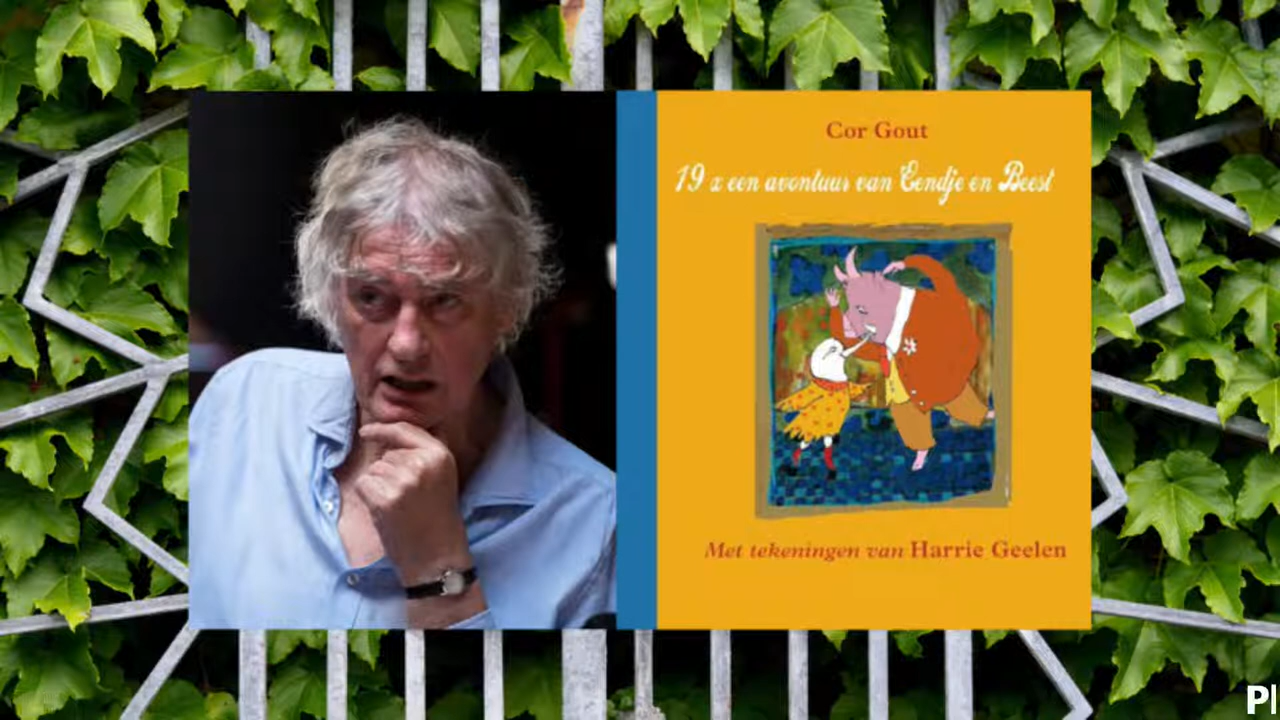 Cor Gout
19 x een avontuur van Eendje en Beest
Met tekeningen van Harrie Geelen